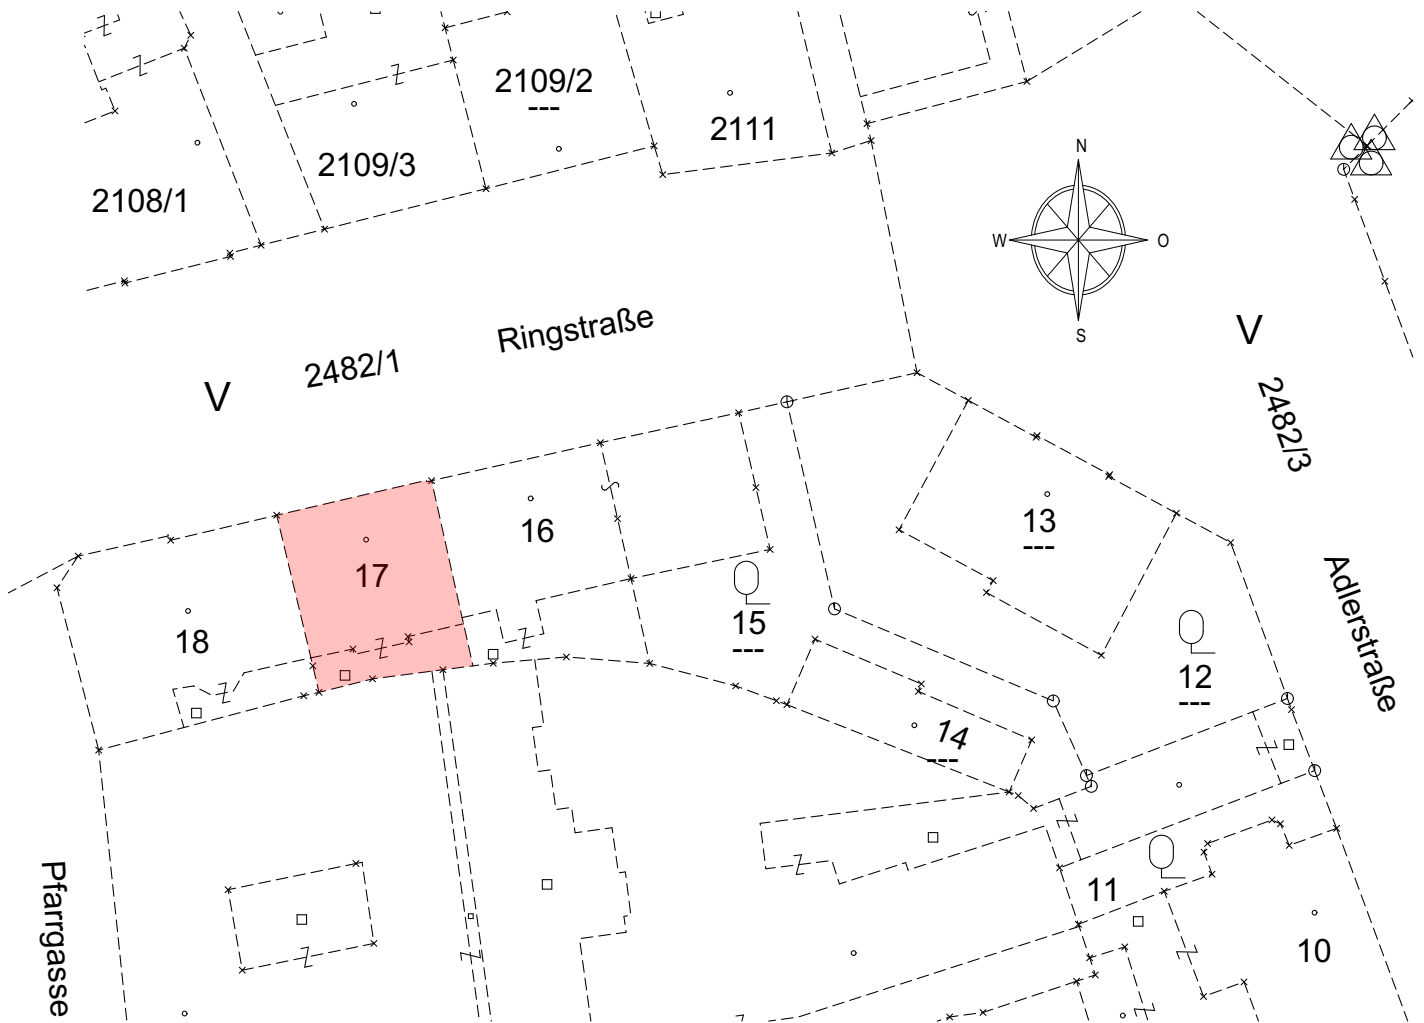 2109/2
---
2111
2109/3
2108/1
N
W
O
S
Ringstraße
V
2482/1
V
2482/3
16
13
---
17
18
15
---
12
---
14
---
Adlerstraße
11
10
Pfarrgasse